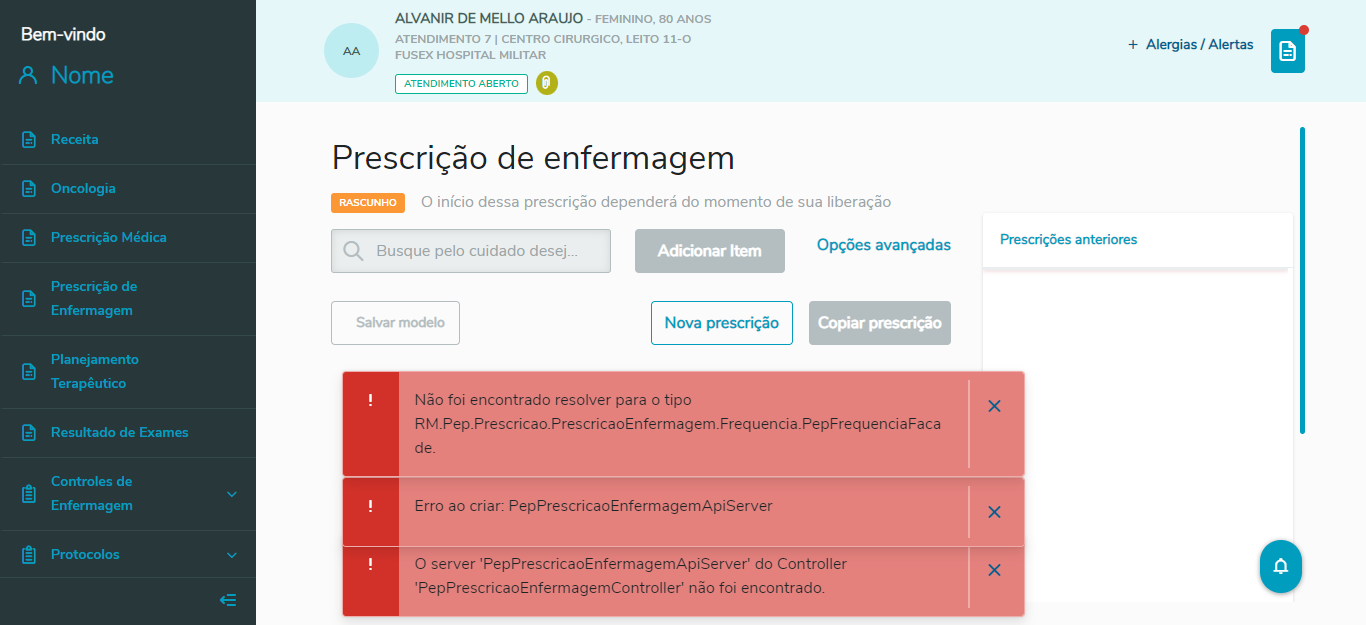 Bem-vindo
Nome
Receita
Oncologia
Prescrição Médica
Prescrição de
Enfermagem
Planejamento
Terapêutico
Resultado de Exames
Controles de
Enfermagem
Protocolos
AA
ALVANIR DE MELLO ARAUJO - FEMININO, 80 ANOS
ATENDIMENTO 7 | CENTRO CIRURGICO, LEITO 11-O
FUSEX HOSPITAL MILITAR
ATENDIMENTO ABERTO
+ Alergias / Alertas
Prescrição de enfermagem
RASCUNHO O início dessa prescrição dependerá do momento de sua liberação
Busque pelo cuidado desej...
Adicionar Item
Opções avançadas
Salvar modelo
Nova prescrição
Copiar prescrição
Prescrições anteriores
! Não foi encontrado resolver para o tipo
RM.Pep.Prescricao.PrescricaoEnfermagem.Frequencia.PepFrequenciaFaca
de.
! Erro ao criar: PepPrescricaoEnfermagemApiServer
! O server 'PepPrescricaoEnfermagemApiServer' do Controller
'PepPrescricaoEnfermagemController' não foi encontrado.